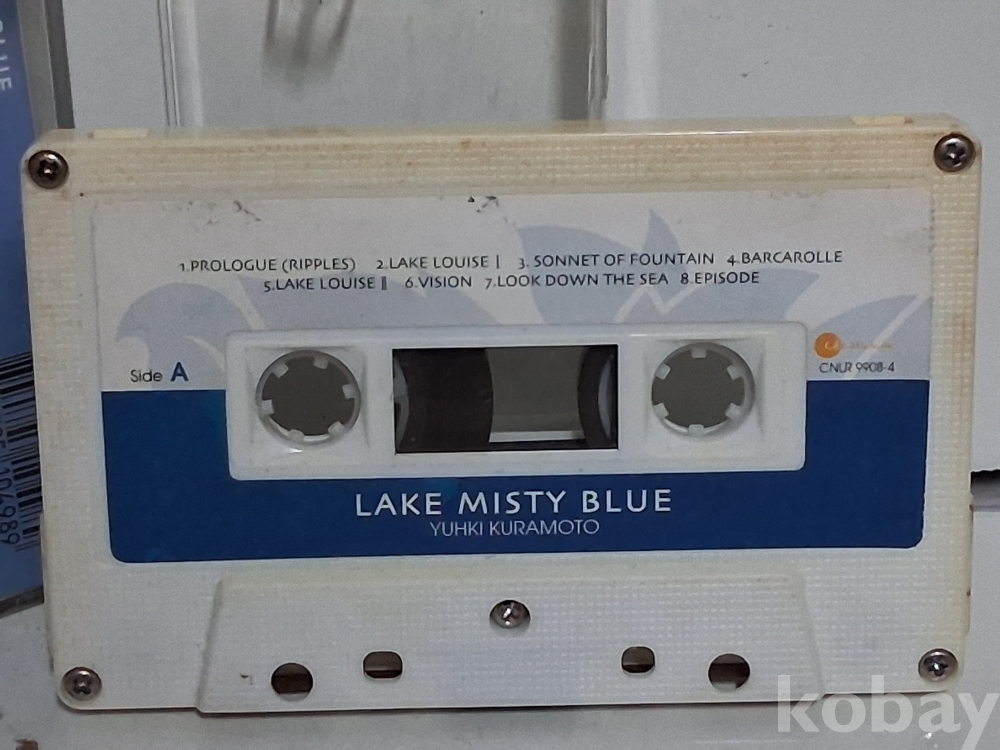 1.PROLOGUE (RIPPLES) 2.LAKE LOUISE Ⅰ 3. SONNET OF FOUNTAIN 4.BARCAROLLE
5.LAKE LOUISE Ⅱ 6.VISION 7.LOOK DOWN THE SEA 8.EPISODE
Side A
CNLR 9908-4
LAKE MISTY BLUE
YUHKI KURAMOTO
kobay